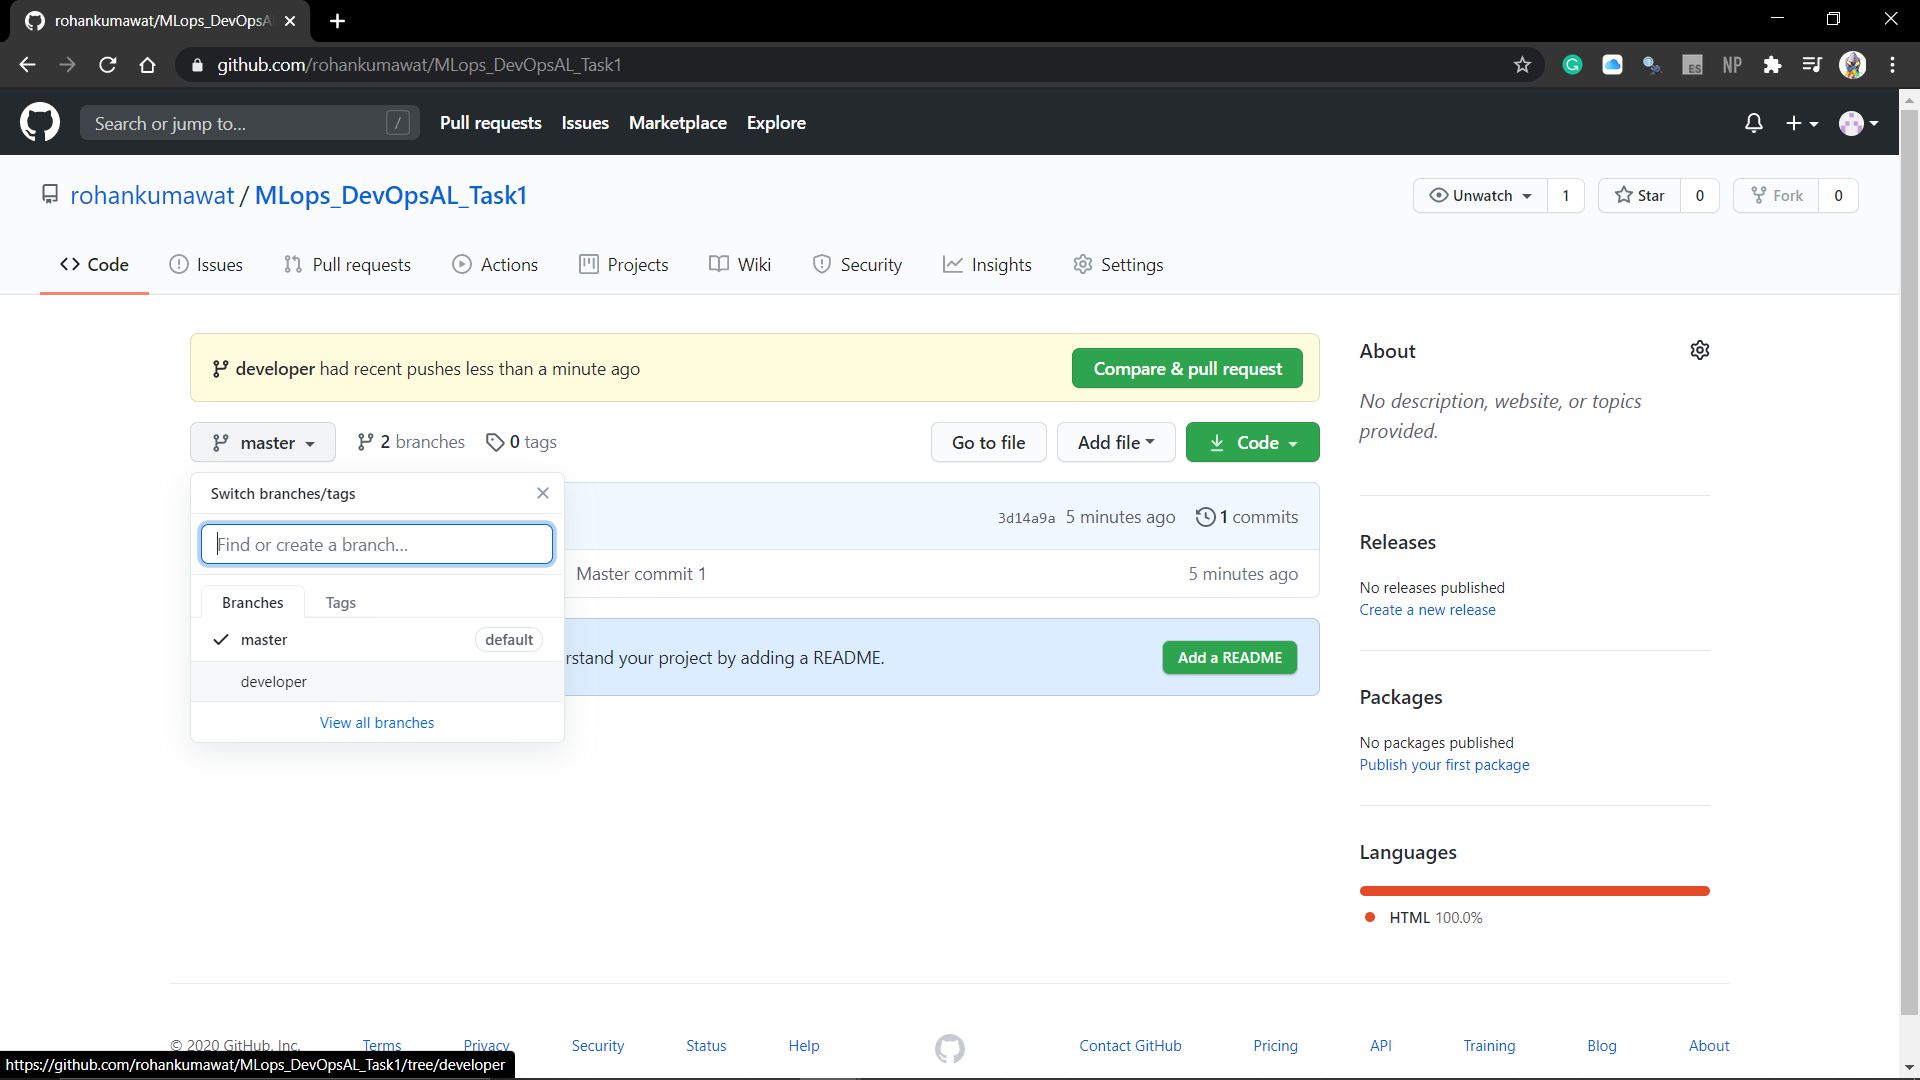 rohankumawat/MLops_DevOpsA
github.com/rohankumawat/MLops_DevOpsAL_Task1
ES
NP
Search or jump to...
/
Pull requests
Issues
Marketplace
Explore
rohankumawat / MLops_DevOpsAL_Task1
Unwatch 1
Star 0
Fork 0
Code
Issues
Pull requests
Actions
Projects
Wiki
Security
Insights
Settings
developer had recent pushes less than a minute ago
Compare & pull request
master
2 branches
0 tags
Go to file
Add file
Code
Switch branches/tags
Find or create a branch...
Branches
Tags
master
default
developer
View all branches
3d14a9a 5 minutes ago
1 commits
Master commit 1
5 minutes ago
rstand your project by adding a README.
Add a README
About
No description, website, or topics
provided.
Releases
No releases published
Create a new release
Packages
No packages published
Publish your first package
Languages
HTML 100.0%
© 2020 GitHub, Inc.
Terms
Privacy
Security
Status
Help
Contact GitHub
Pricing
API
Training
Blog
About
https://github.com/rohankumawat/MLops_DevOpsAL_Task1/tree/developer